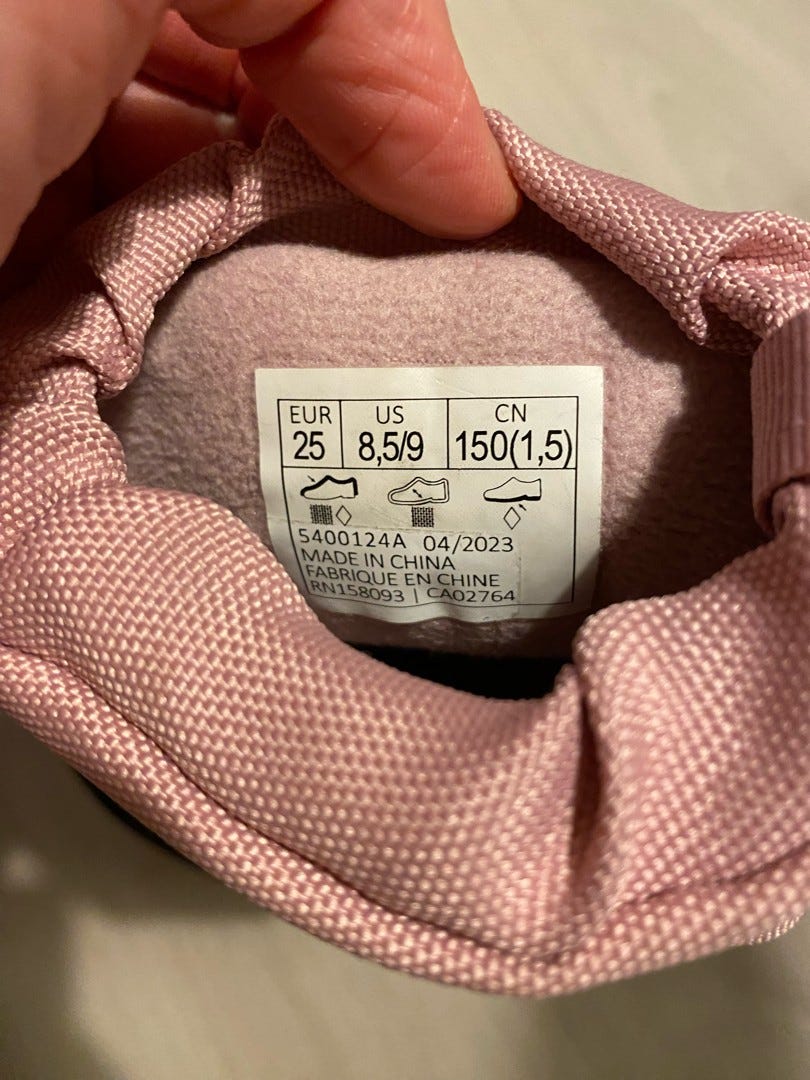 EUR US CN
25 8,5/9 150(1,5)
5400124A 04/2023
MADE IN CHINA
FABRIQUE EN CHINE
RN158093 | CA02764